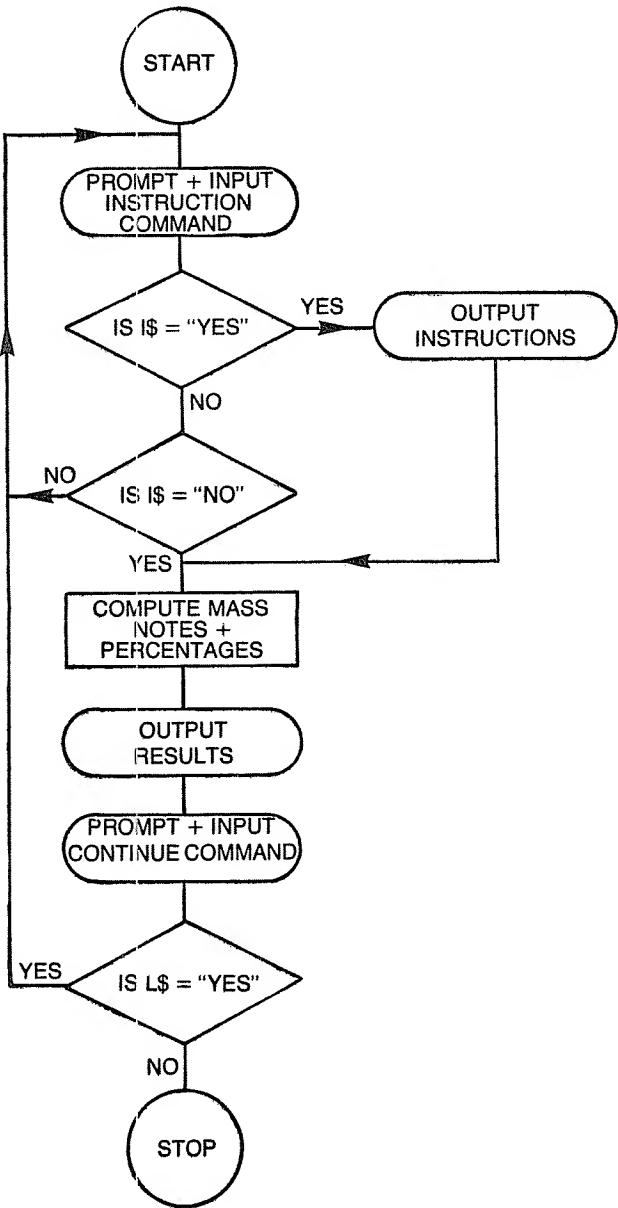 START
PROMPT + INPUT
INSTRUCTION
COMMAND
IS I$ = “YES”
YES
OUTPUT
INSTRUCTIONS
NO
NO
IS I$ = “NO”
YES
COMPUTE MASS
NOTES +
PERCENTAGES
OUTPUT
RESULTS
PROMPT + INPUT
CONTINUE COMMAND
YES
IS L$ = “YES”
NO
STOP